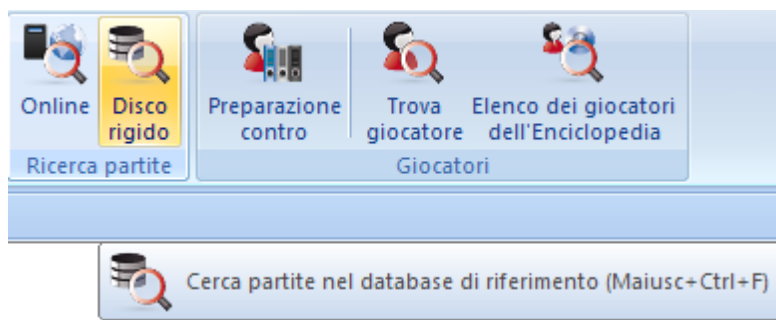 Online
Disco
rigido
Preparazione
contro
Trova
giocatore
Elenco dei giocatori
dell'Enciclopedia
Ricerca partite
Giocatori
Cerca partite nel database di riferimento (Maiusc+Ctrl+F)